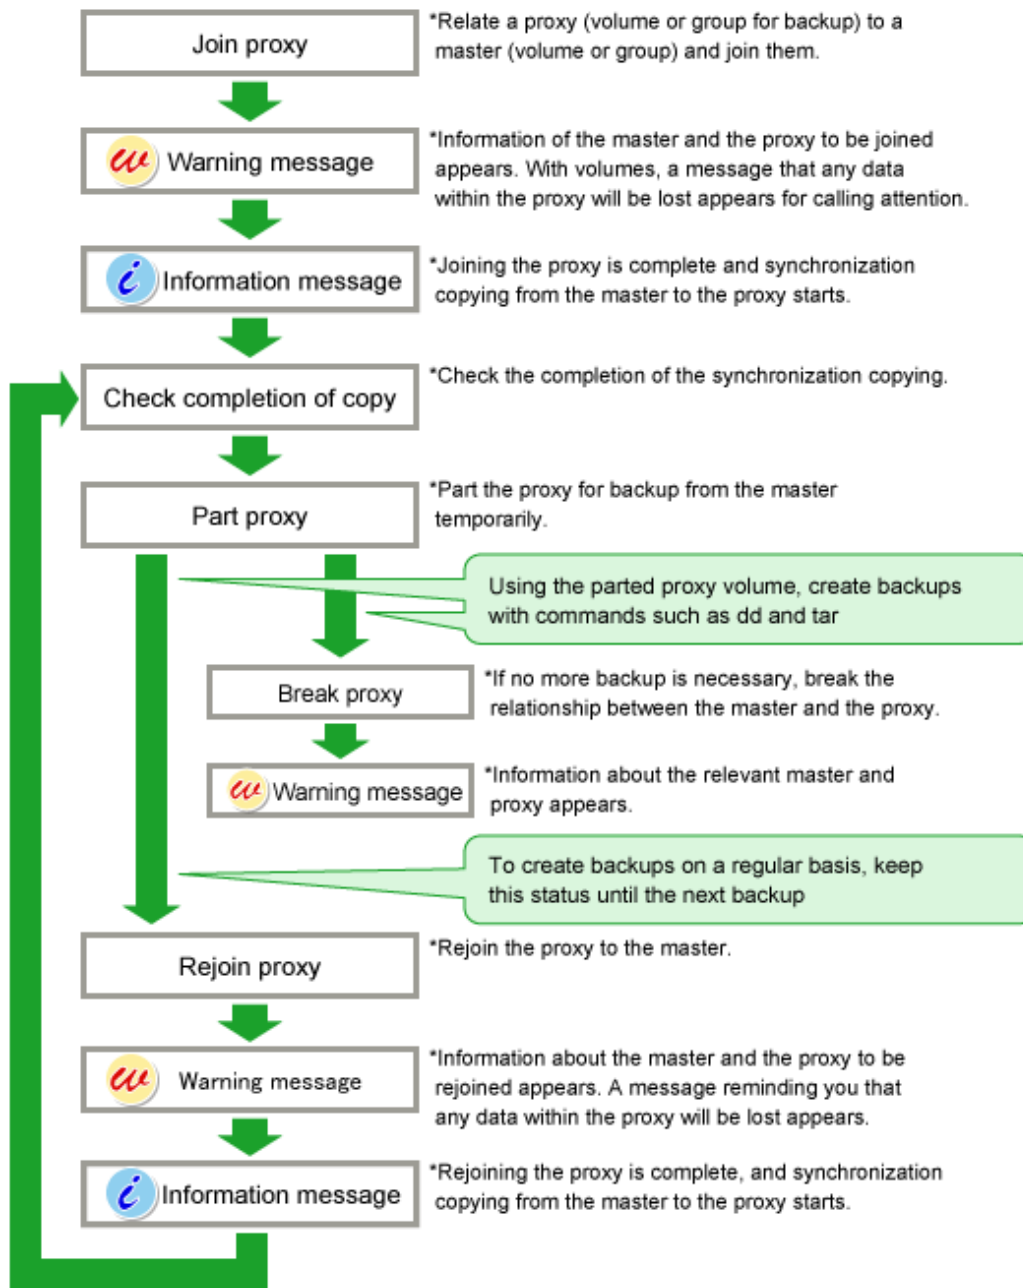 Join proxy
*Relate a proxy (volume or group for backup) to a
master (volume or group) and join them.
w Warning message
*Information of the master and the proxy to be joined
appears. With volumes, a message that any data
within the proxy will be lost appears for calling attention.
i Information message
*Joining the proxy is complete and synchronization
copying from the master to the proxy starts.
Check completion of copy
*Check the completion of the synchronization copying.
Part proxy
*Part the proxy for backup from the master
temporarily.
Using the parted proxy volume, create backups
with commands such as dd and tar
Break proxy
*If no more backup is necessary, break the
relationship between the master and the proxy.
w Warning message
*Information about the relevant master and
proxy appears.
To create backups on a regular basis, keep
this status until the next backup
Rejoin proxy
*Rejoin the proxy to the master.
w Warning message
*Information about the master and the proxy to be
rejoined appears. A message reminding you that
any data within the proxy will be lost appears.
i Information message
*Rejoining the proxy is complete, and synchronization
copying from the master to the proxy starts.